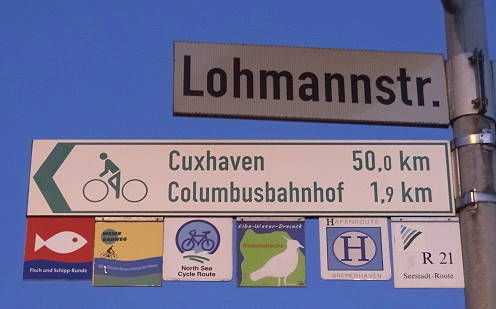 Lohmannstr.
Cuxhaven 50,0 km
Columbusbahnhof 1,9 km
Fisch und Schipp-Runde
WESER
RADWEG
North Sea
Cycle Route
Elbe-Weser-Dreieck
HAFENROUTE
H
BREMERHAVEN
R 21
Seestadt-Route